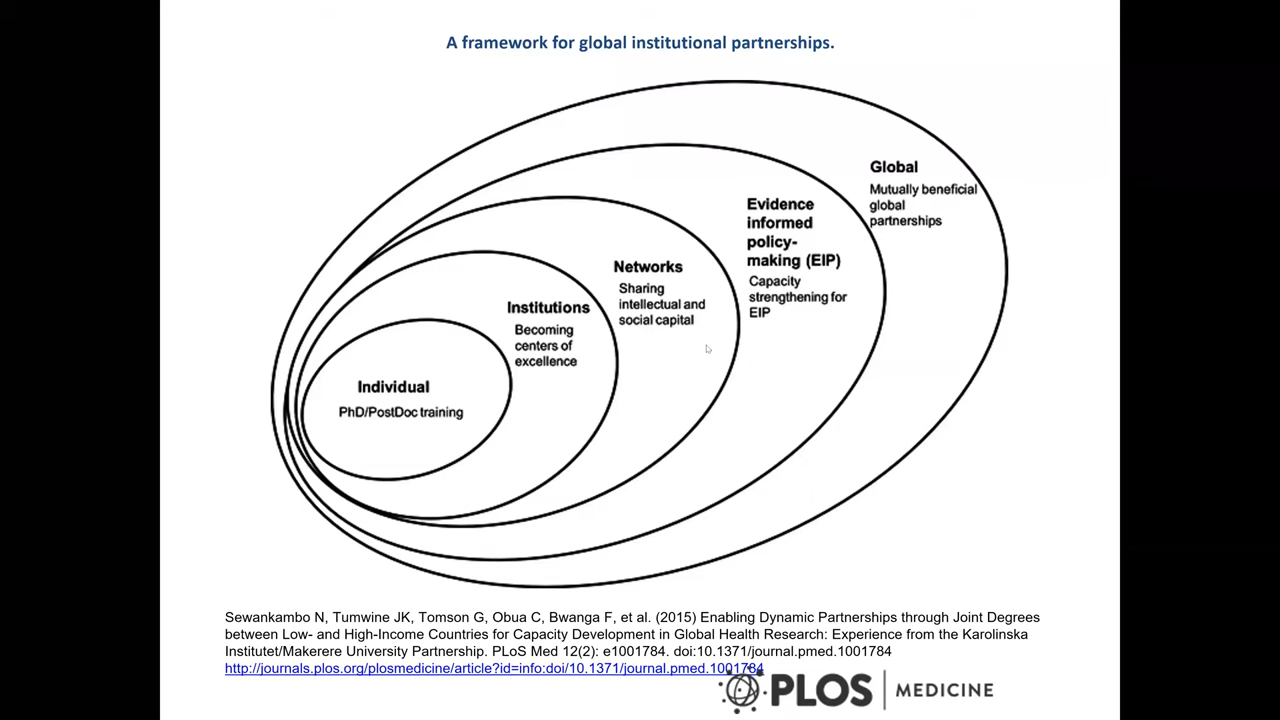 A framework for global institutional partnerships.
Global
Mutually beneficial
global
partnerships
Evidence
informed
policy-
making (EIP)
Capacity
strengthening for
EIP
Networks
Sharing
intellectual and
social capital
Institutions
Becoming
centers of
excellence
Individual
PhD/PostDoc training
Sewankambo N, Tumwine JK, Tomson G, Obua C, Bwanga F, et al. (2015) Enabling Dynamic Partnerships through Joint Degrees
between Low- and High-Income Countries for Capacity Development in Global Health Research: Experience from the Karolinska
Institutet/Makerere University Partnership. PLoS Med 12(2): e1001784. doi:10.1371/journal.pmed.1001784
http://journals.plos.org/plosmedicine/article?id=info:doi/10.1371/journal.pmed.1001784
PLOS | MEDICINE